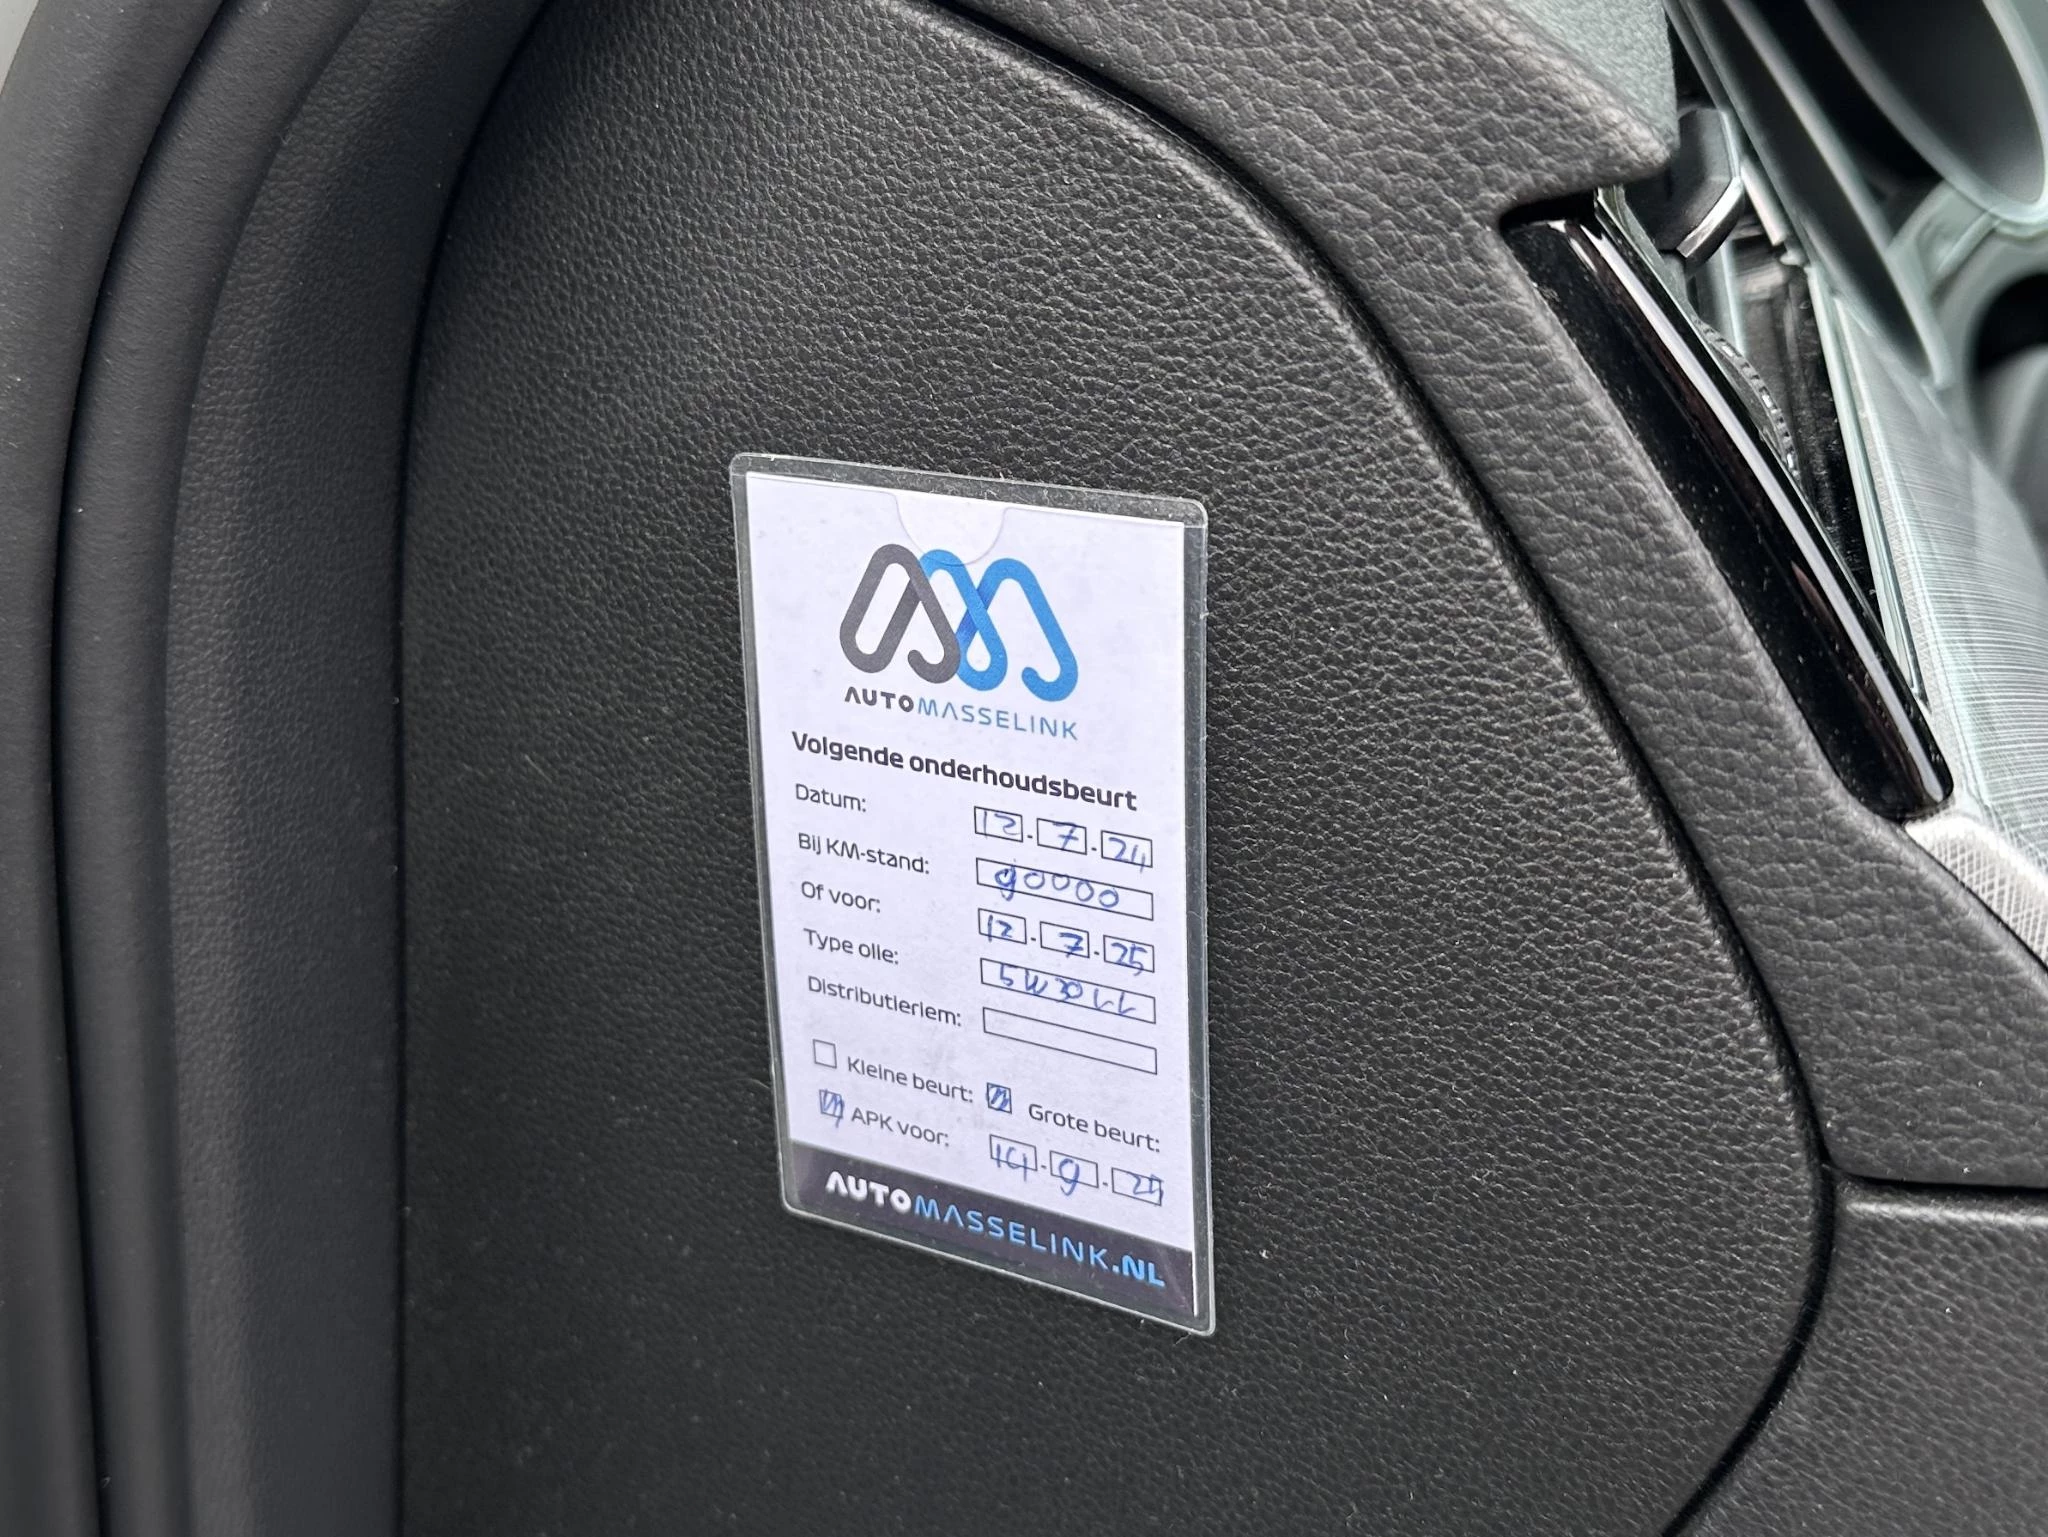 AUTOMASSELINK
Volgende onderhoudsbeurt
Datum: 12.7.24
Bij KM-stand: 90000
Of voor: 12.7.25
Type olie: 5W30LL
Distributieriem:
Kleine beurt: Grote beurt:
APK voor: 14.9.25
AUTOMASSELINK.NL